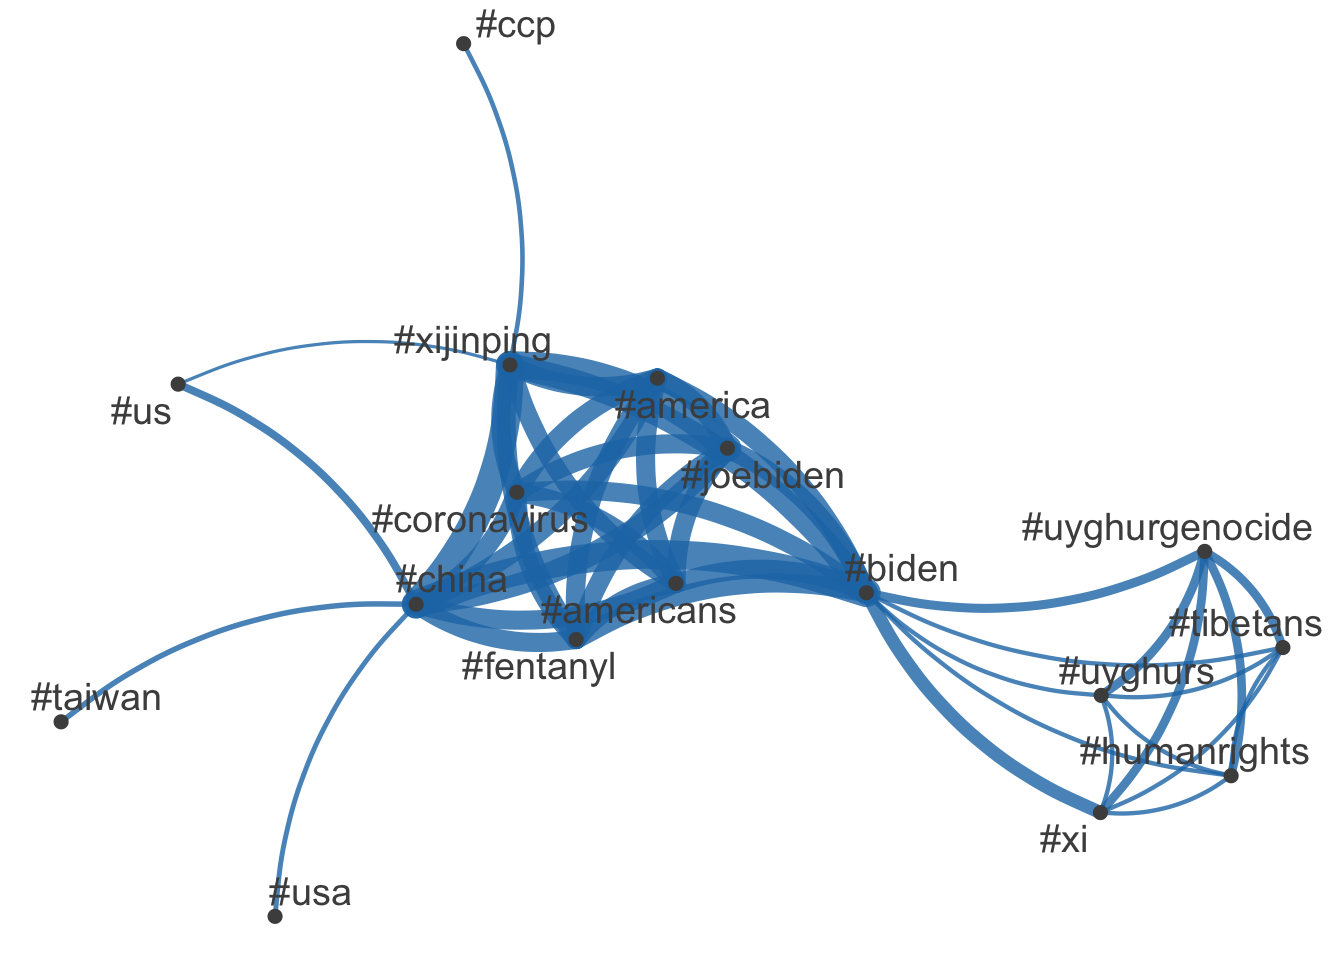 #ccp
#xijinping
#america
#us
#joebiden
#coronavirus
#uyghurgenocide
#china
#biden
#americans
#tibetans
#fentanyl
#uyghurs
#taiwan
#humanrights
#xi
#usa